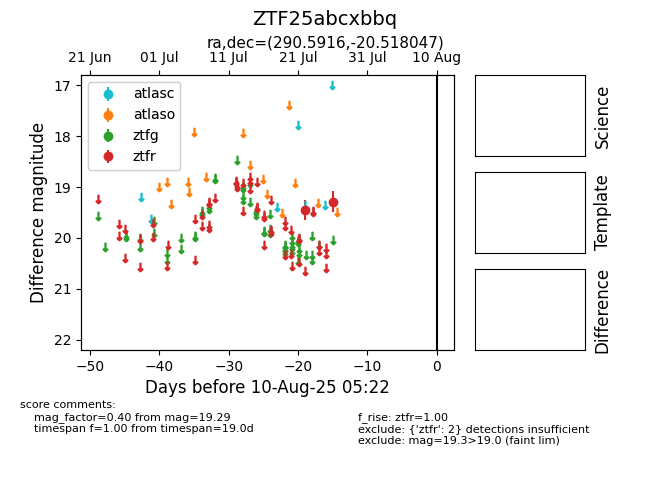 ZTF25abcxbbq
ra,dec=(290.5916,-20.518047)
21 Jun 01 Jul 11 Jul 21 Jul 31 Jul 10 Aug
17
18
19
20
21
22
Difference magnitude
atlasc
atlaso
ztfg
ztfr
−50 −40 −30 −20 −10 0
Days before 10-Aug-25 05:22
Science
Template
Difference
score comments:
mag_factor=0.40 from mag=19.29
timespan f=1.00 from timespan=19.0d
f_rise: ztfr=1.00
exclude: {'ztfr': 2} detections insufficient
exclude: mag=19.3>19.0 (faint lim)